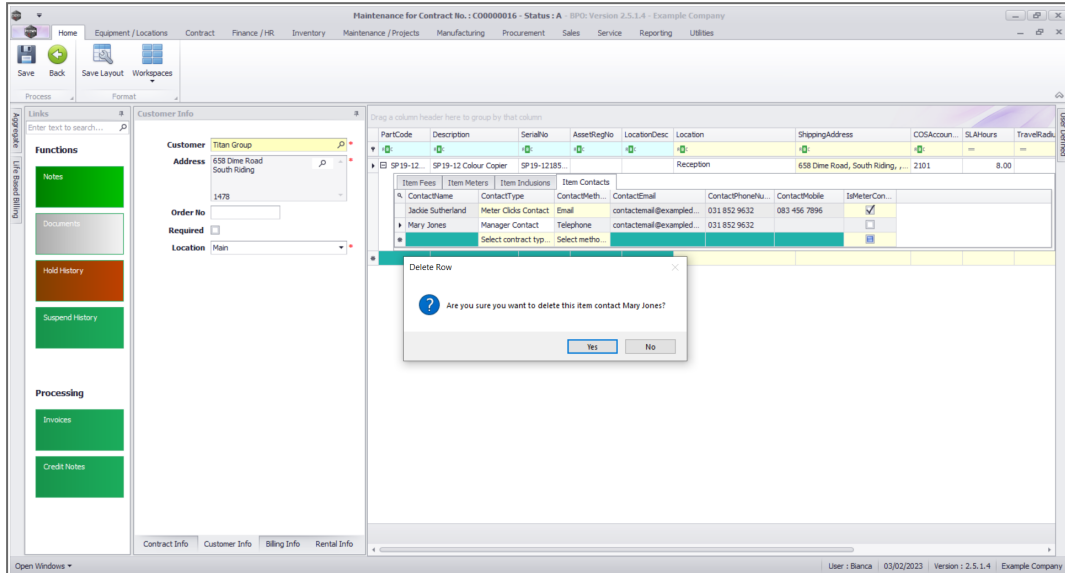 Maintenance for Contract No. : CO0000016 - Status : A - BPO: Version 2.5.1.4 - Example Company
Home Equipment / Locations Contract Finance / HR Inventory Maintenance / Projects Manufacturing Procurement Sales Service Reporting Utilities
Save Back Save Layout Workspaces
Process Format
Links
Enter text to search...
Functions
Notes
Documents
Hold History
Suspend History
Processing
Invoices
Credit Notes
Aggregate
Life Based Billing
Customer Info
Customer Titan Group *
Address 658 Dime Road *
South Riding
1478
Order No
Required
Location Main *
Contract Info Customer Info Billing Info Rental Info
Drag a column header here to group by that column
PartCode Description SerialNo AssetRegNo LocationDesc Location ShippingAddress COSAccoun... SLAHours TravelRadiu
SP19-12... SP19-12 Colour Copier SP19-12185... Reception 658 Dime Road, South Riding, ,... 2101 8.00
Item Fees Item Meters Item Inclusions Item Contacts
ContactName ContactType ContactMeth... ContactEmail ContactPhoneNu... ContactMobile IsMeterCon...
Jackie Sutherland Meter Clicks Contact Email contactemail@exampled... 031 852 9632 083 456 7896
Mary Jones Manager Contact Telephone contactemail@exampled... 031 852 9632
Select contract typ... Select metho...
User Defined
Delete Row
Are you sure you want to delete this item contact Mary Jones?
Yes No
Open Windows
User : Bianca 03/02/2023 Version : 2.5.1.4 Example Company